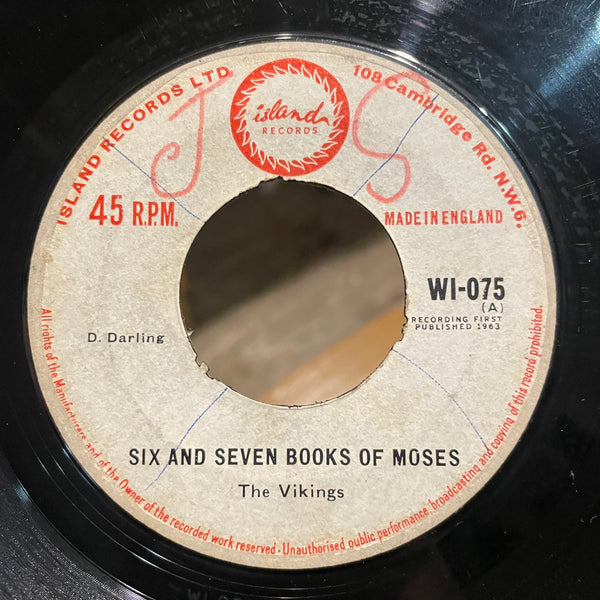 ISLAND RECORDS LTD
island
RECORDS
108 Cambridge Rd. N.W.6.
J S
45 R.P.M.
MADE IN ENGLAND
WI-075
(A)
RECORDING FIRST
PUBLISHED 1963
D. Darling
SIX AND SEVEN BOOKS OF MOSES
The Vikings
All rights of the Manufacturers and of the Owner of the recorded work reserved · Unauthorised public performance, broadcasting and copying of this record prohibited.